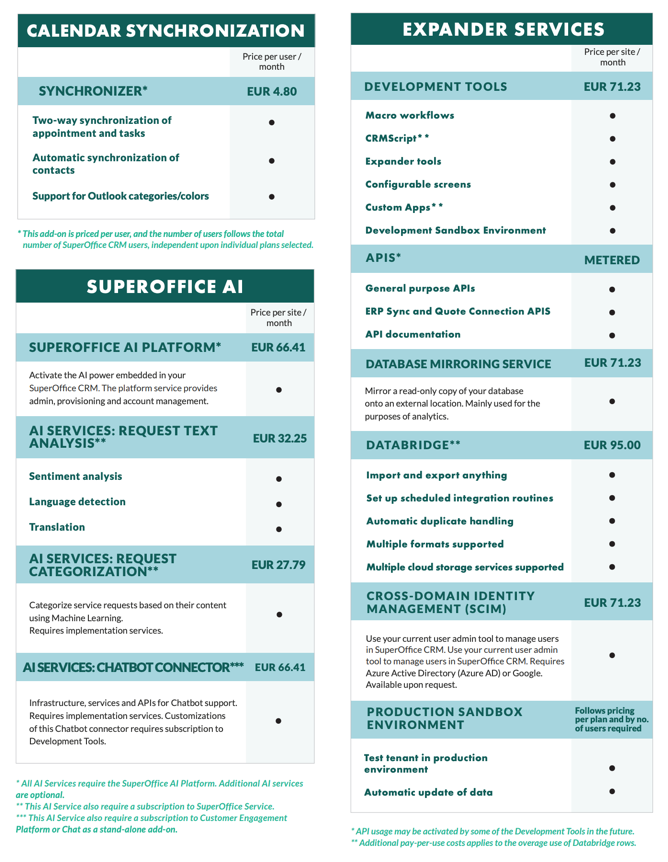 CALENDAR SYNCHRONIZATION
Price per user /
month
SYNCHRONIZER* EUR 4.80
Two-way synchronization of
appointment and tasks
•
Automatic synchronization of
contacts
•
Support for Outlook categories/colors •
* This add-on is priced per user, and the number of users follows the total
number of SuperOffice CRM users, independent upon individual plans selected.
SUPEROFFICE AI
Price per site /
month
SUPEROFFICE AI PLATFORM* EUR 66.41
Activate the AI power embedded in your
SuperOffice CRM. The platform service provides
admin, provisioning and account management.
•
AI SERVICES: REQUEST TEXT
ANALYSIS**
EUR 32.25
Sentiment analysis •
Language detection •
Translation •
AI SERVICES: REQUEST
CATEGORIZATION**
EUR 27.79
Categorize service requests based on their content
using Machine Learning.
Requires implementation services.
•
AI SERVICES: CHATBOT CONNECTOR*** EUR 66.41
Infrastructure, services and APIs for Chatbot support.
Requires implementation services. Customizations
of this Chatbot connector requires subscription to
Development Tools.
•
* All AI Services require the SuperOffice AI Platform. Additional AI services
are optional.
** This AI Service also require a subscription to SuperOffice Service.
*** This AI Service also require a subscription to Customer Engagement
Platform or Chat as a stand-alone add-on.
EXPANDER SERVICES
Price per site /
month
DEVELOPMENT TOOLS EUR 71.23
Macro workflows •
CRMScript** •
Expander tools •
Configurable screens •
Custom Apps** •
Development Sandbox Environment •
APIS* METERED
General purpose APIs •
ERP Sync and Quote Connection APIS •
API documentation •
DATABASE MIRRORING SERVICE EUR 71.23
Mirror a read-only copy of your database
onto an external location. Mainly used for the
purposes of analytics.
•
DATABRIDGE** EUR 95.00
Import and export anything •
Set up scheduled integration routines •
Automatic duplicate handling •
Multiple formats supported •
Multiple cloud storage services supported •
CROSS-DOMAIN IDENTITY
MANAGEMENT (SCIM)
EUR 71.23
Use your current user admin tool to manage users
in SuperOffice CRM. Use your current user admin
tool to manage users in SuperOffice CRM. Requires
Azure Active Directory (Azure AD) or Google.
Available upon request.
•
PRODUCTION SANDBOX
ENVIRONMENT
Follows pricing
per plan and by no.
of users required
Test tenant in production
environment
•
Automatic update of data •
* API usage may be activated by some of the Development Tools in the future.
** Additional pay-per-use costs applies to the overage use of Databridge rows.